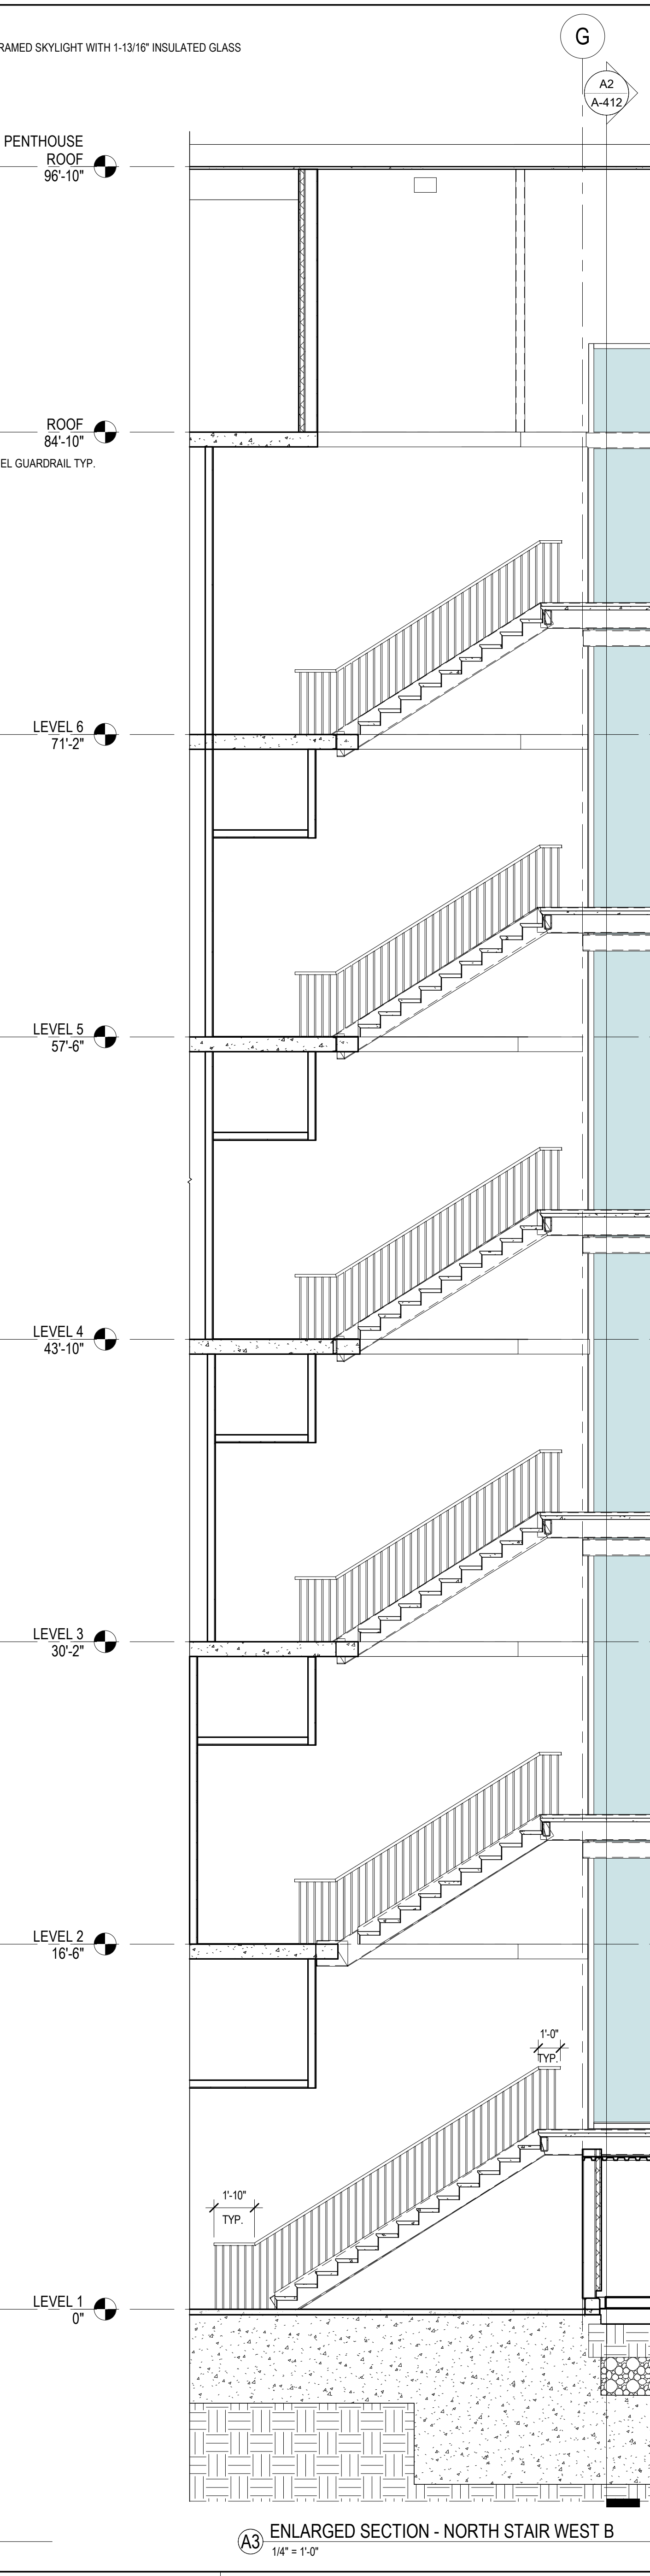 G
RAMED SKYLIGHT WITH 1-13/16" INSULATED GLASS
A2
A-412
PENTHOUSE
ROOF
96'-10"
ROOF
84'-10"
EL GUARDRAIL TYP.
LEVEL 6
71'-2"
LEVEL 5
57'-6"
LEVEL 4
43'-10"
LEVEL 3
30'-2"
LEVEL 2
16'-6"
1'-0"
TYP.
1'-10"
TYP.
LEVEL 1
0"
A3
ENLARGED SECTION - NORTH STAIR WEST B
1/4" = 1'-0"